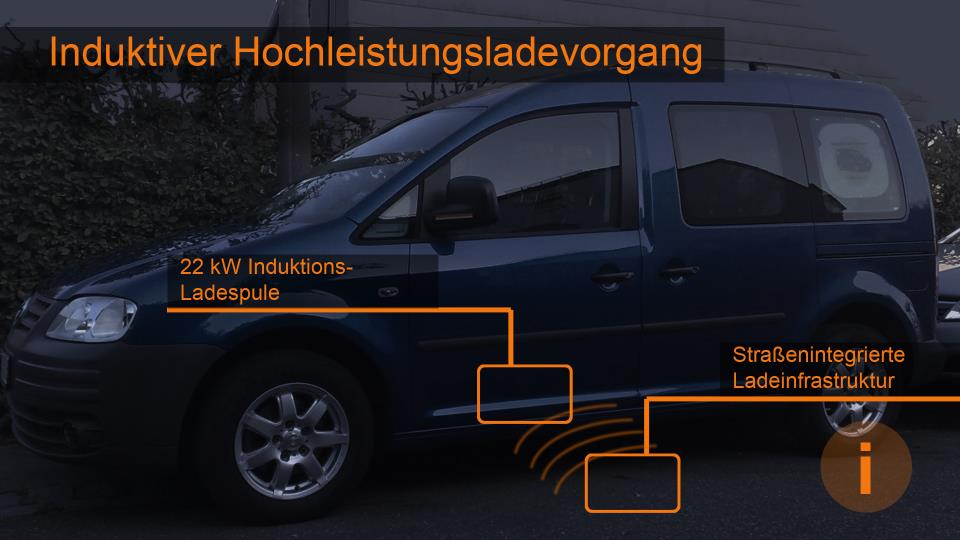 Induktiver Hochleistungsladevorgang
22 kW Induktions-
Ladespule
Straßenintegrierte
Ladeinfrastruktur
i